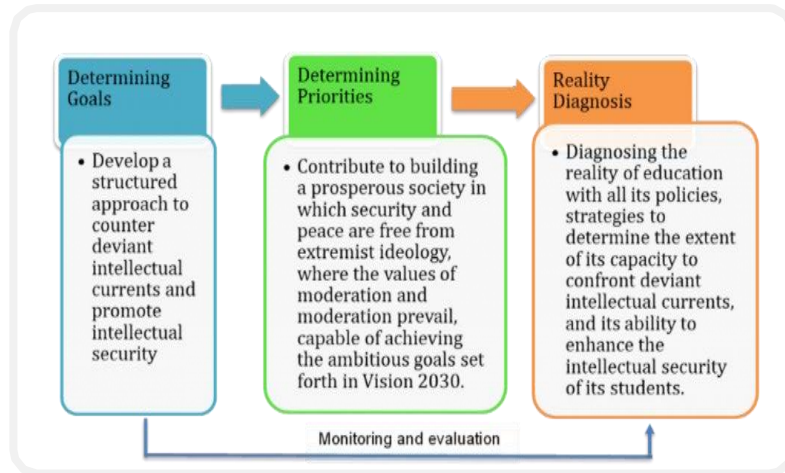 Determining
Goals
• Develop a
structured
approach to
counter
deviant
intellectual
currents and
promote
intellectual
security
Determining
Priorities
• Contribute to building
a prosperous society in
which security and
peace are free from
extremist ideology,
where the values of
moderation and
moderation prevail,
capable of achieving
the ambitious goals set
forth in Vision 2030.
Reality
Diagnosis
• Diagnosing the
reality of education
with all its policies,
strategies to
determine the extent
of its capacity to
confront deviant
intellectual currents,
and its ability to
enhance the
intellectual security
of its students.
Monitoring and evaluation